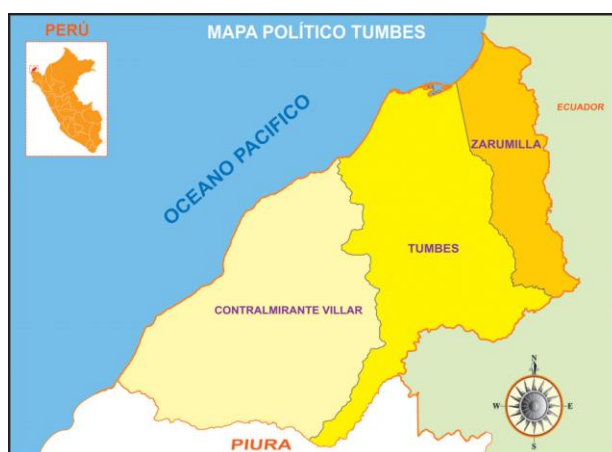 PERÚ
MAPA POLÍTICO TUMBES
ECUADOR
ZARUMILLA
OCEANO PACIFICO
TUMBES
CONTRALMIRANTE VILLAR
N
W
E
S
PIURA